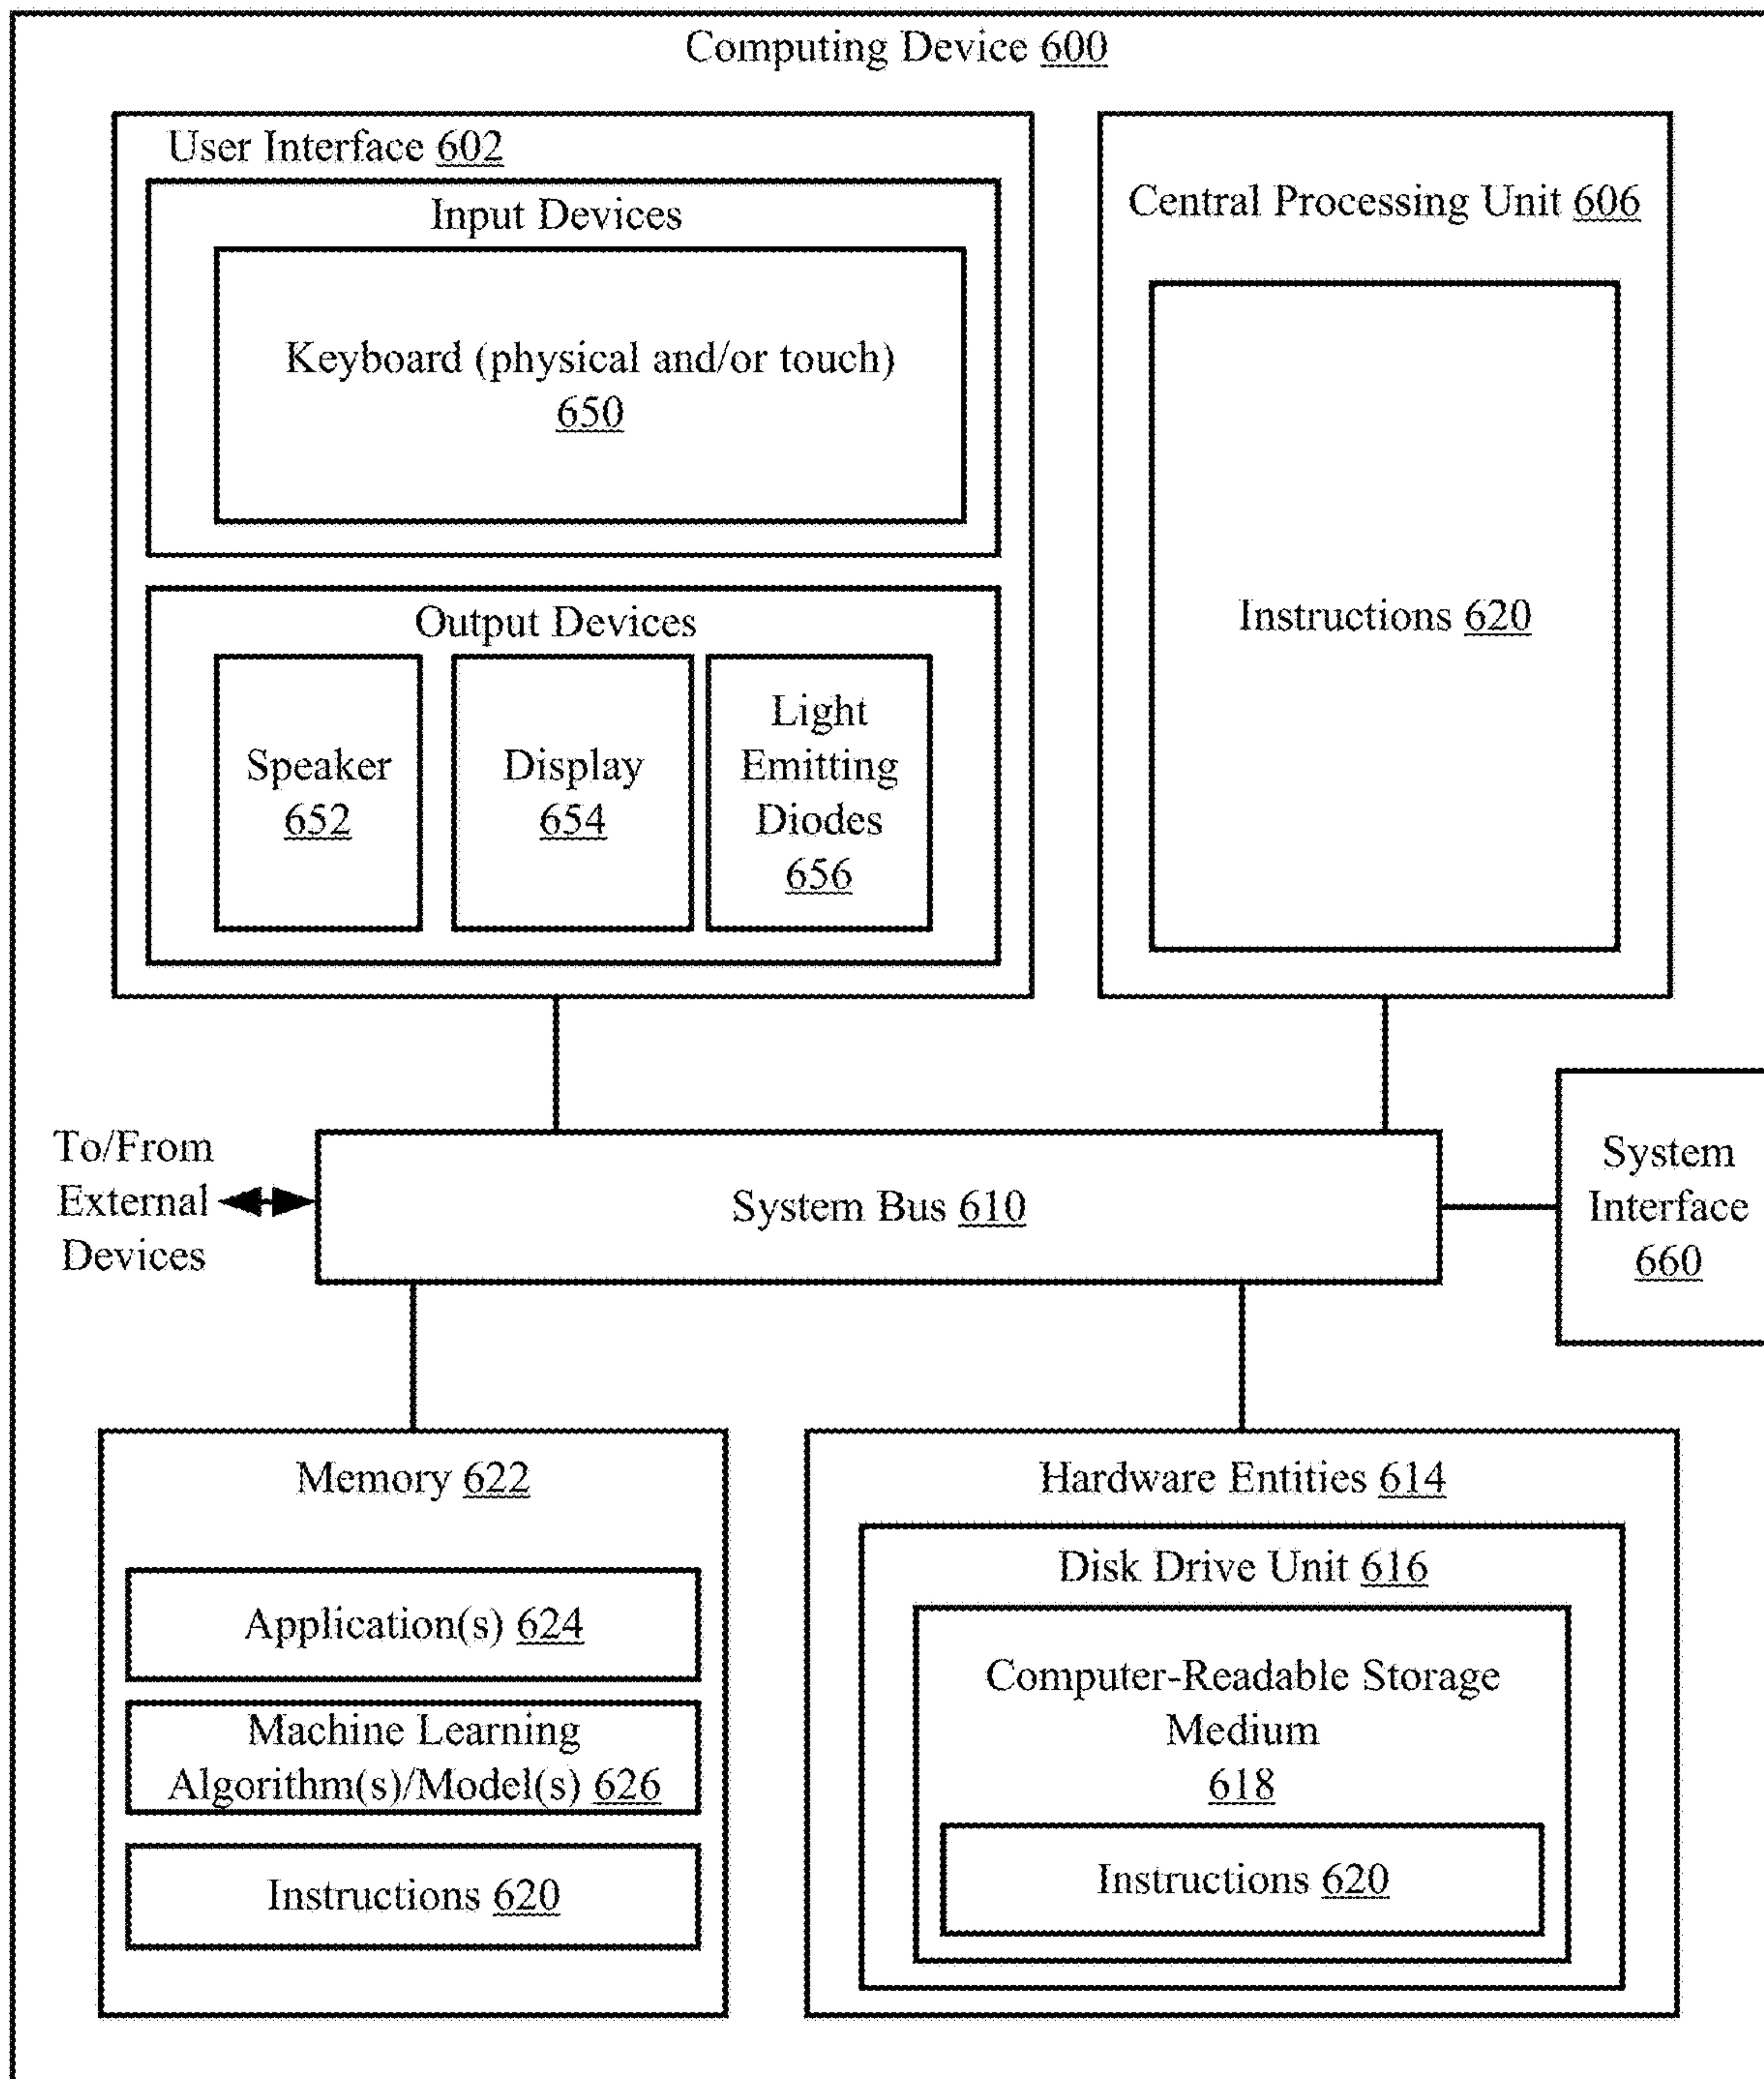 Computing Device 600
User Interface 602
Input Devices
Keyboard (physical and/or touch)
650
Output Devices
Speaker
652
Display
654
Light
Emitting
Diodes
656
Central Processing Unit 606
Instructions 620
To/From
External
Devices
System Bus 610
System
Interface
660
Memory 622
Application(s) 624
Machine Learning
Algorithm(s)/Model(s) 626
Instructions 620
Hardware Entities 614
Disk Drive Unit 616
Computer-Readable Storage
Medium
618
Instructions 620